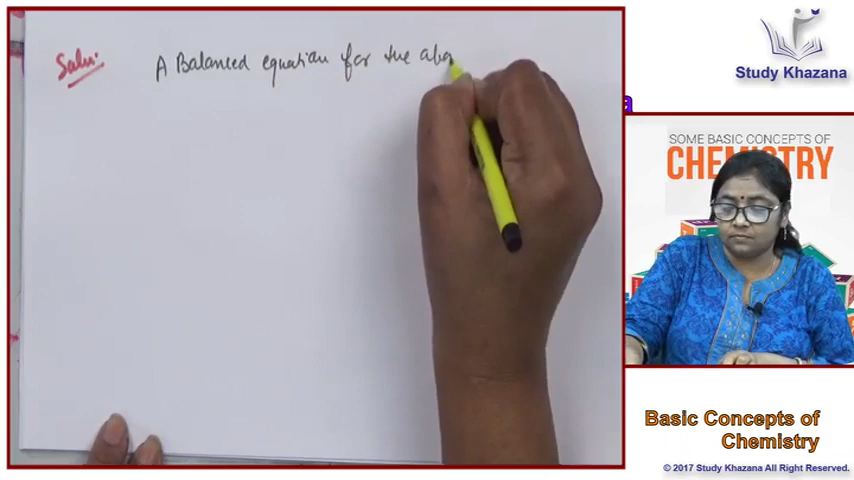 Soln:
A Balanced equation for the abo
Study Khazana
a
SOME BASIC CONCEPTS OF
CHEMISTRY
Basic Concepts of
Chemistry
© 2017 Study Khazana All Right Reserved.